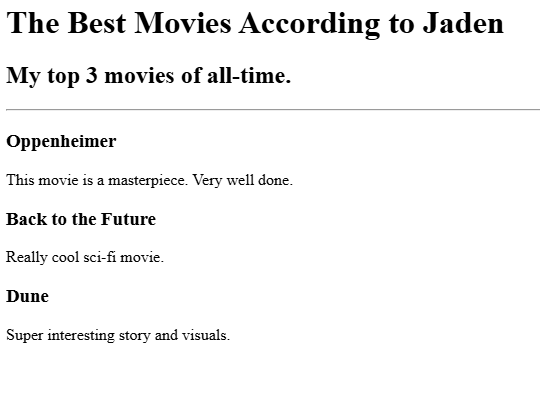 The Best Movies According to Jaden
My top 3 movies of all-time.
Oppenheimer
This movie is a masterpiece. Very well done.
Back to the Future
Really cool sci-fi movie.
Dune
Super interesting story and visuals.